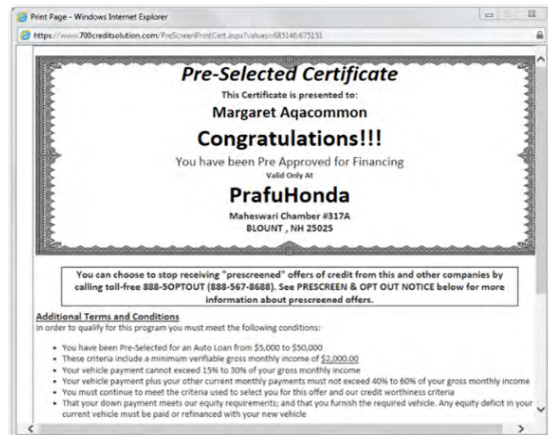 Print Page - Windows Internet Explorer
https://www.700creditsolution.com/PreScreenPrintCert.aspx?values=685146;675151
Pre-Selected Certificate
This Certificate is presented to:
Margaret Aqacommon
Congratulations!!!
You have been Pre Approved for Financing
Valid Only At
PrafuHonda
Maheswari Chamber #317A
BLOUNT , NH 25025
You can choose to stop receiving "prescreened" offers of credit from this and other companies by
calling toll-free 888-5OPTOUT (888-567-8688). See PRESCREEN & OPT OUT NOTICE below for more
information about prescreened offers.
Additional Terms and Conditions
In order to qualify for this program you must meet the following conditions:
• You have been Pre-Selected for an Auto Loan from $5,000 to $50,000
• These criteria include a minimum verifiable gross monthly income of $2,000.00
• Your vehicle payment cannot exceed 15% to 30% of your gross monthly income
• Your vehicle payment plus your other current monthly payments must not exceed 40% to 60% of your gross monthly income
• You must continue to meet the criteria used to select you for this offer and our credit worthiness criteria
• That your down payment meets our equity requirements; and that you furnish the required vehicle. Any equity deficit in your
current vehicle must be paid or refinanced with your new vehicle